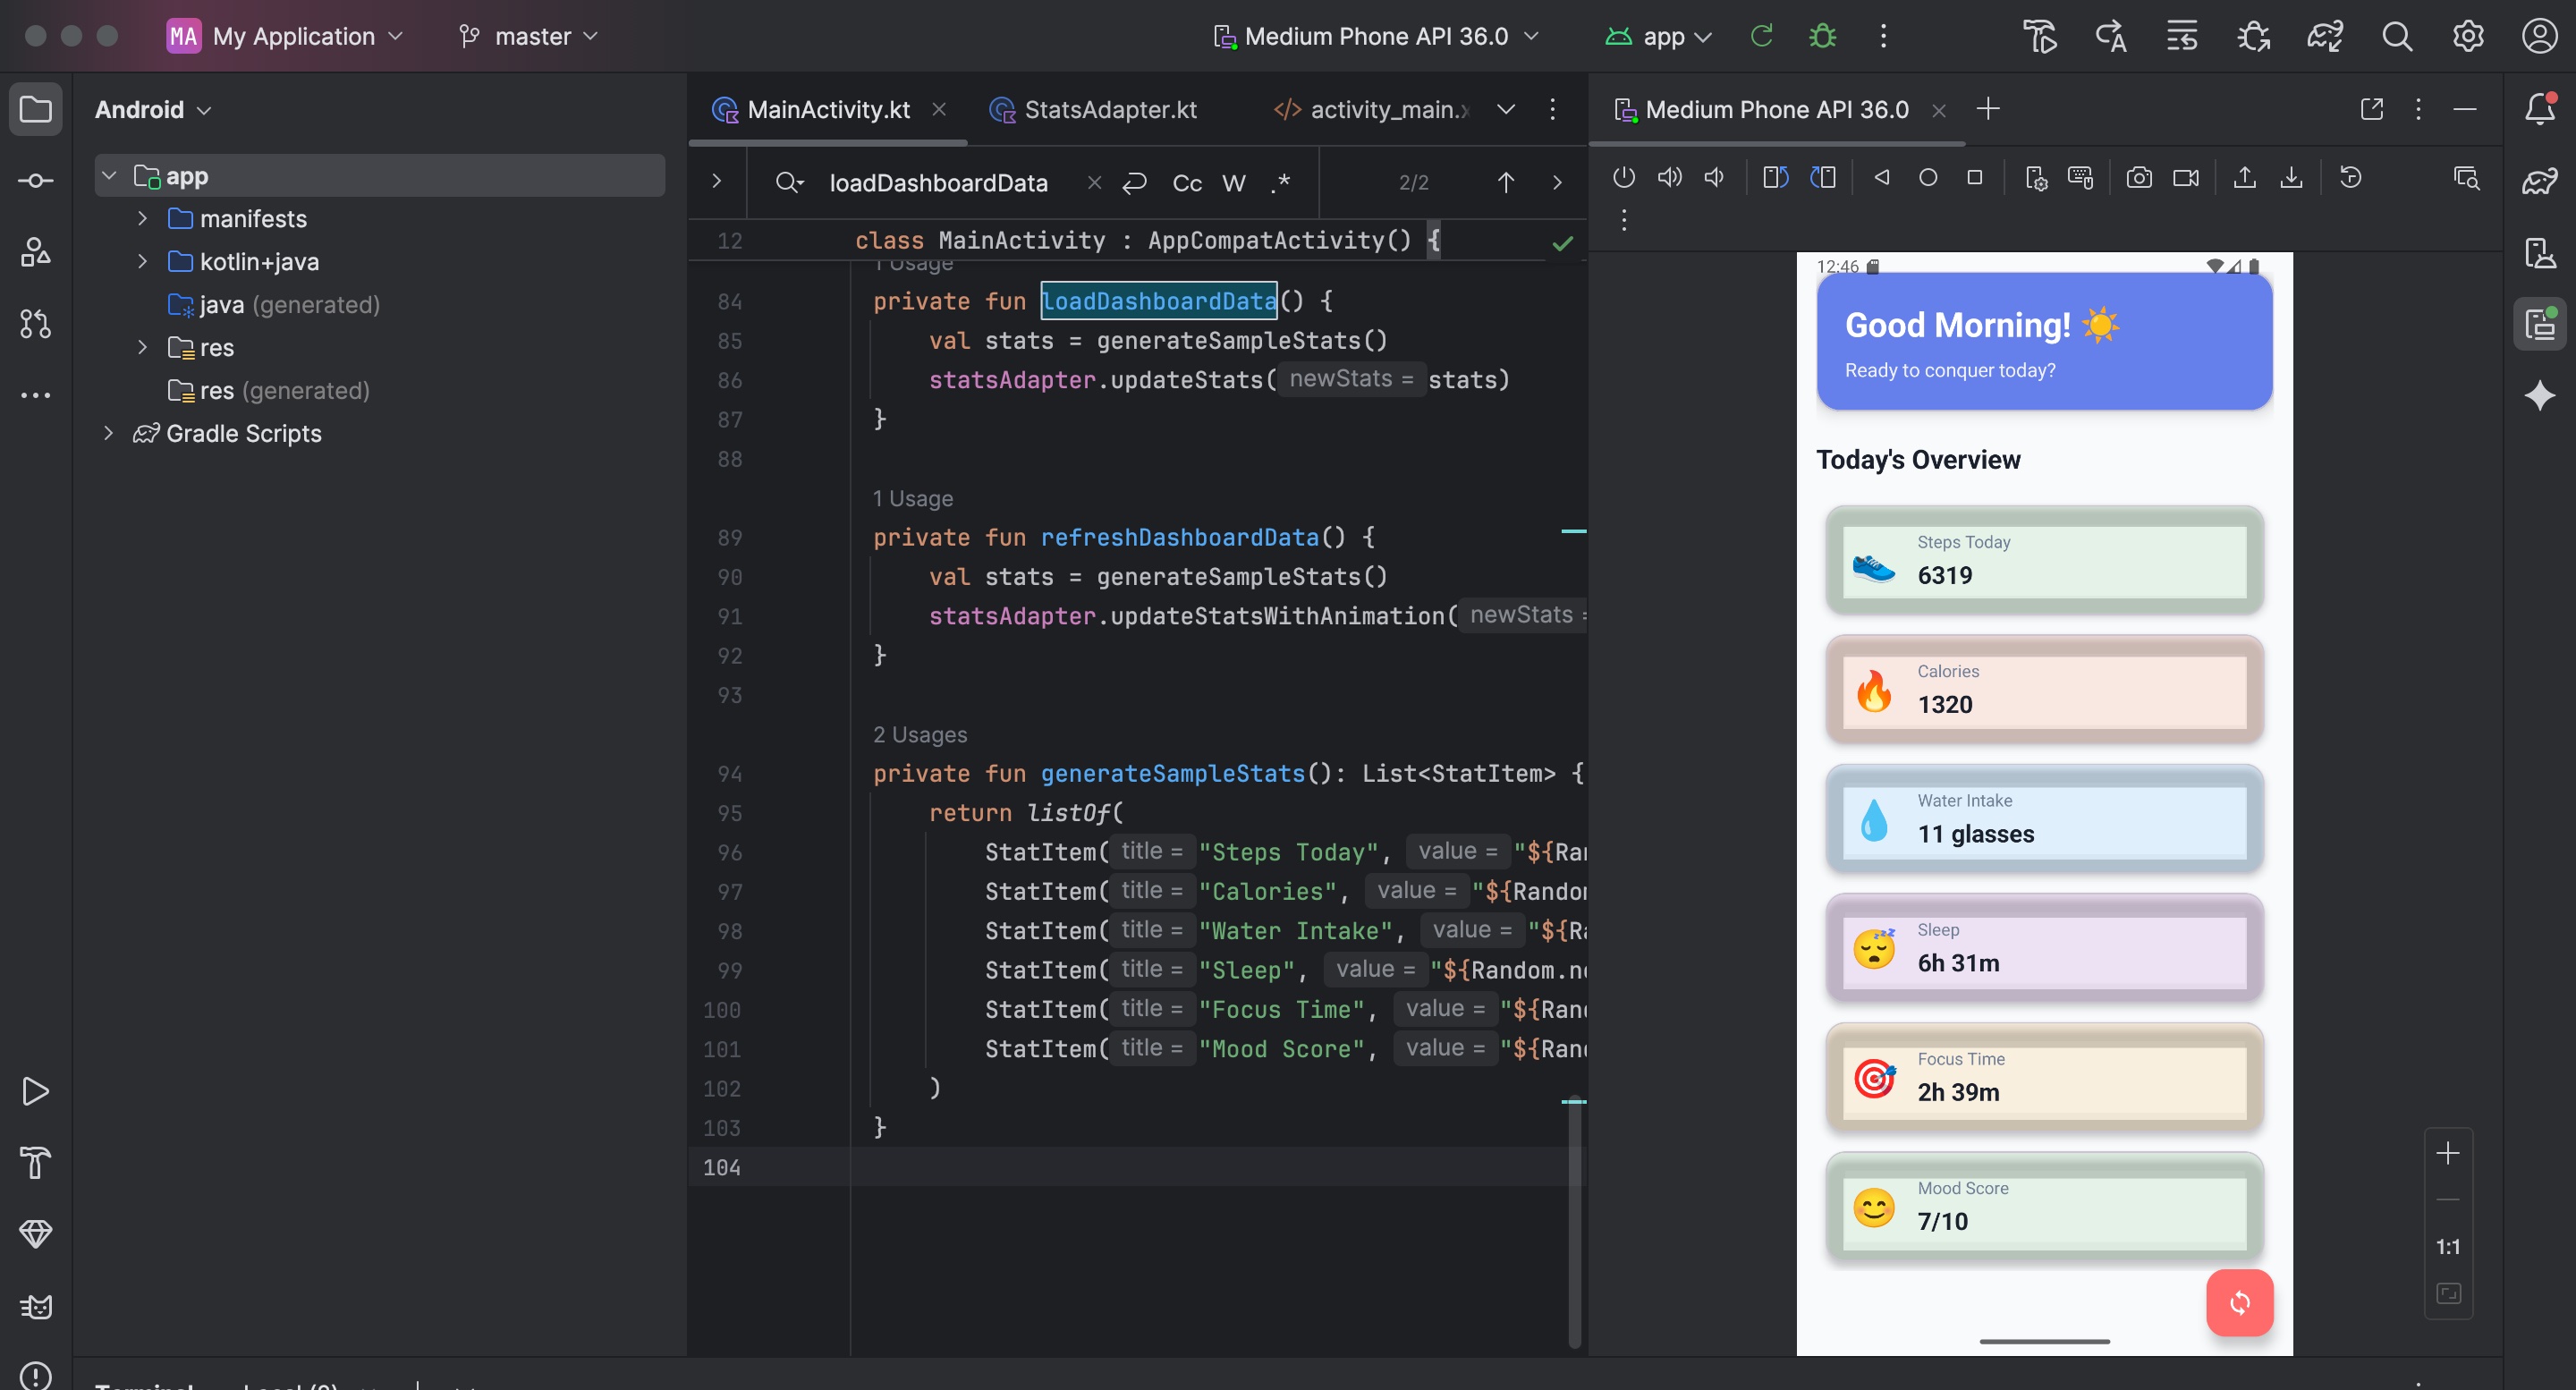 MA My Application master Medium Phone API 36.0 app
Android
app
manifests
kotlin+java
java (generated)
res
res (generated)
Gradle Scripts
MainActivity.kt StatsAdapter.kt activity_main.x
loadDashboardData Cc W .* 2/2
12 class MainActivity : AppCompatActivity() {
1 Usage
84 private fun loadDashboardData() {
85 val stats = generateSampleStats()
86 statsAdapter.updateStats( newStats = stats)
87 }
88
1 Usage
89 private fun refreshDashboardData() {
90 val stats = generateSampleStats()
91 statsAdapter.updateStatsWithAnimation( newStats =
92 }
93
2 Usages
94 private fun generateSampleStats(): List<StatItem> {
95 return listOf(
96 StatItem( title = "Steps Today", value = "${Ran
97 StatItem( title = "Calories", value = "${Random
98 StatItem( title = "Water Intake", value = "${Ra
99 StatItem( title = "Sleep", value = "${Random.ne
100 StatItem( title = "Focus Time", value = "${Rand
101 StatItem( title = "Mood Score", value = "${Rand
102 )
103 }
104
Medium Phone API 36.0
12:46
Good Morning! ☀️
Ready to conquer today?
Today's Overview
Steps Today
6319
Calories
1320
Water Intake
11 glasses
Sleep
6h 31m
Focus Time
2h 39m
Mood Score
7/10
1:1
Terminal Local (2)